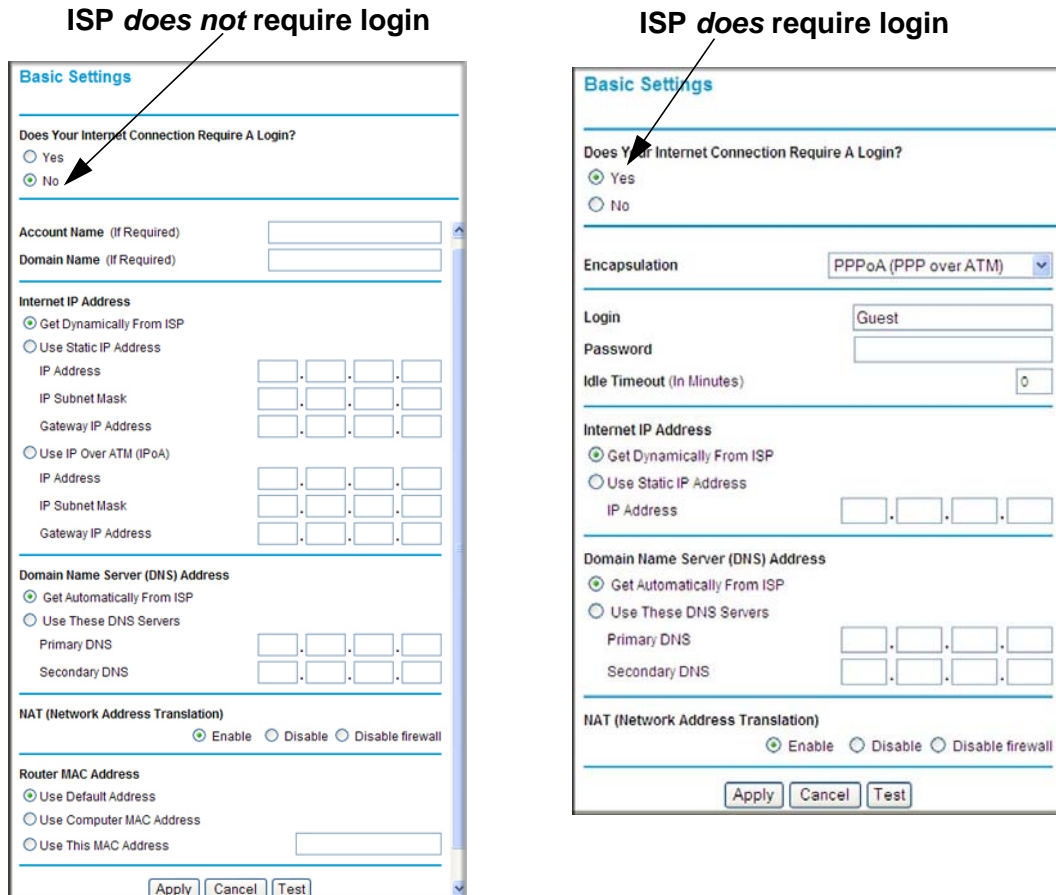 ISP does not require login
Basic Settings
Does Your Internet Connection Require A Login?
Yes
No
Account Name (If Required)
Domain Name (If Required)
Internet IP Address
Get Dynamically From ISP
Use Static IP Address
IP Address
IP Subnet Mask
Gateway IP Address
Use IP Over ATM (IPoA)
IP Address
IP Subnet Mask
Gateway IP Address
Domain Name Server (DNS) Address
Get Automatically From ISP
Use These DNS Servers
Primary DNS
Secondary DNS
NAT (Network Address Translation)
Enable Disable Disable firewall
Router MAC Address
Use Default Address
Use Computer MAC Address
Use This MAC Address
Apply Cancel Test
ISP does require login
Basic Settings
Does Your Internet Connection Require A Login?
Yes
No
Encapsulation PPPoA (PPP over ATM)
Login Guest
Password
Idle Timeout (In Minutes) 0
Internet IP Address
Get Dynamically From ISP
Use Static IP Address
IP Address
Domain Name Server (DNS) Address
Get Automatically From ISP
Use These DNS Servers
Primary DNS
Secondary DNS
NAT (Network Address Translation)
Enable Disable Disable firewall
Apply Cancel Test